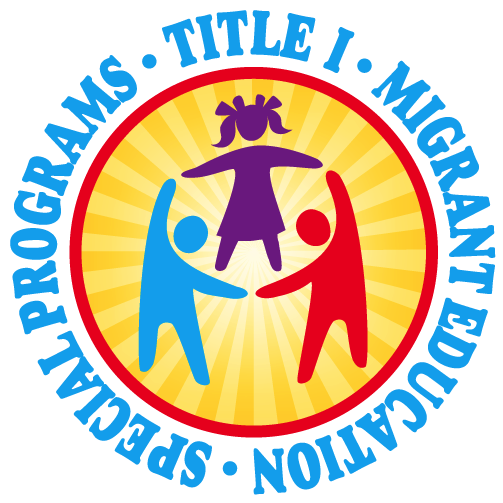 SPECIAL PROGRAMS · TITLE I · MIGRANT EDUCATION ·